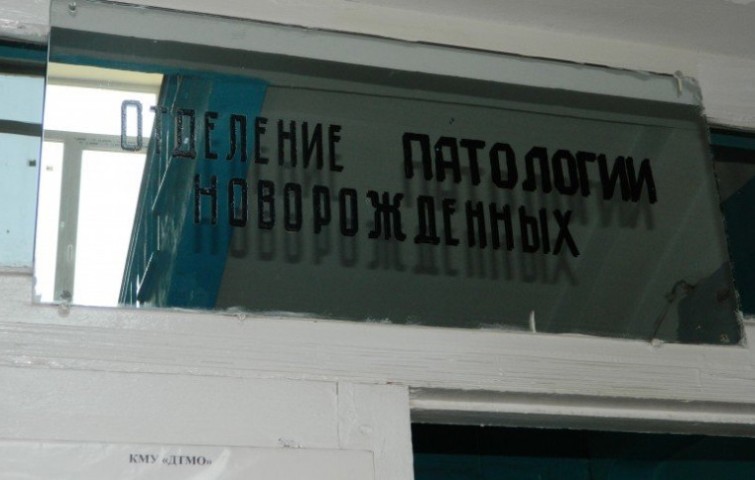 ОТДЕЛЕНИЕ ПАТОЛОГИИ
НОВОРОЖДЕННЫХ
КМУ «ДГМО»